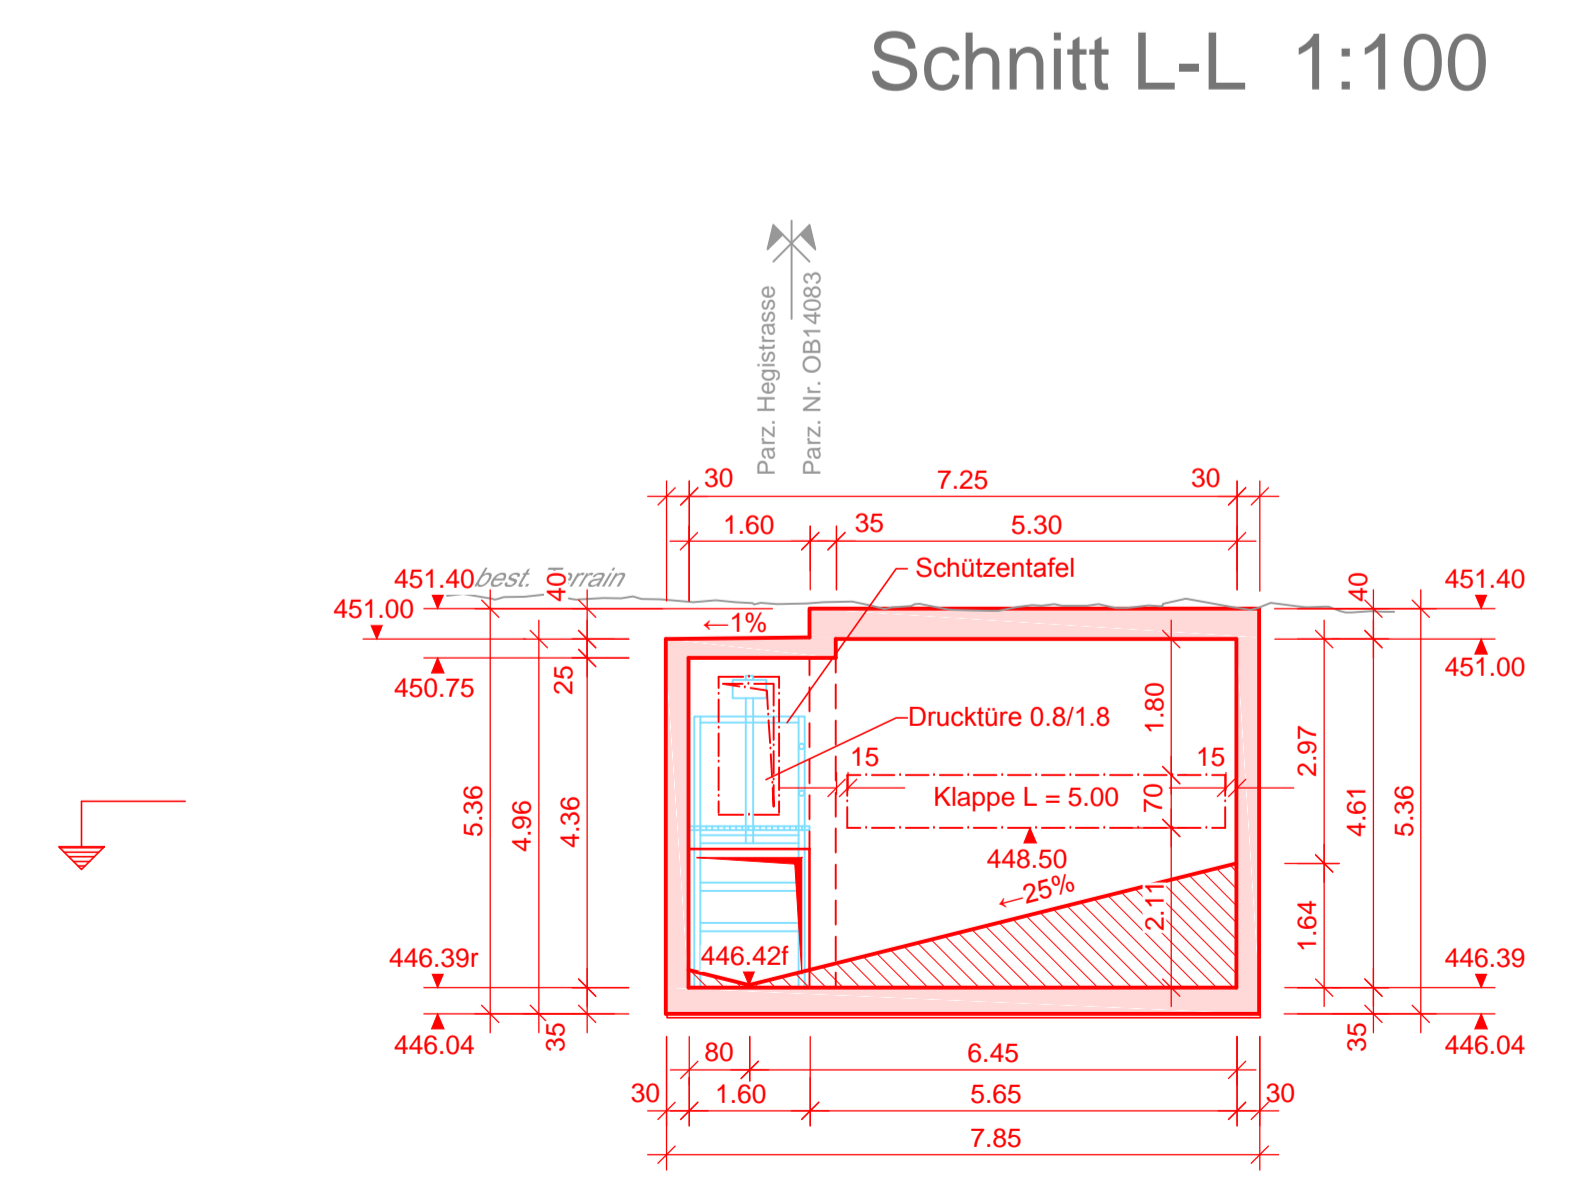 Schnitt L-L 1:100
Parz. Hegistrasse
Parz. Nr. OB14083
30 7.25 30
1.60 35 5.30
Schützentafel
best. Terrain
451.40 40 40 451.40
451.00
←1%
450.75 25 451.00
Drucktüre 0.8/1.8
1.80
15 15
2.97
Klappe L = 5.00
70
5.36 4.96 4.36 4.61 5.36
448.50
←25%
2.11
1.64
446.39r 446.42f 446.39
446.04 35 35 446.04
80 6.45
30 1.60 5.65 30
7.85